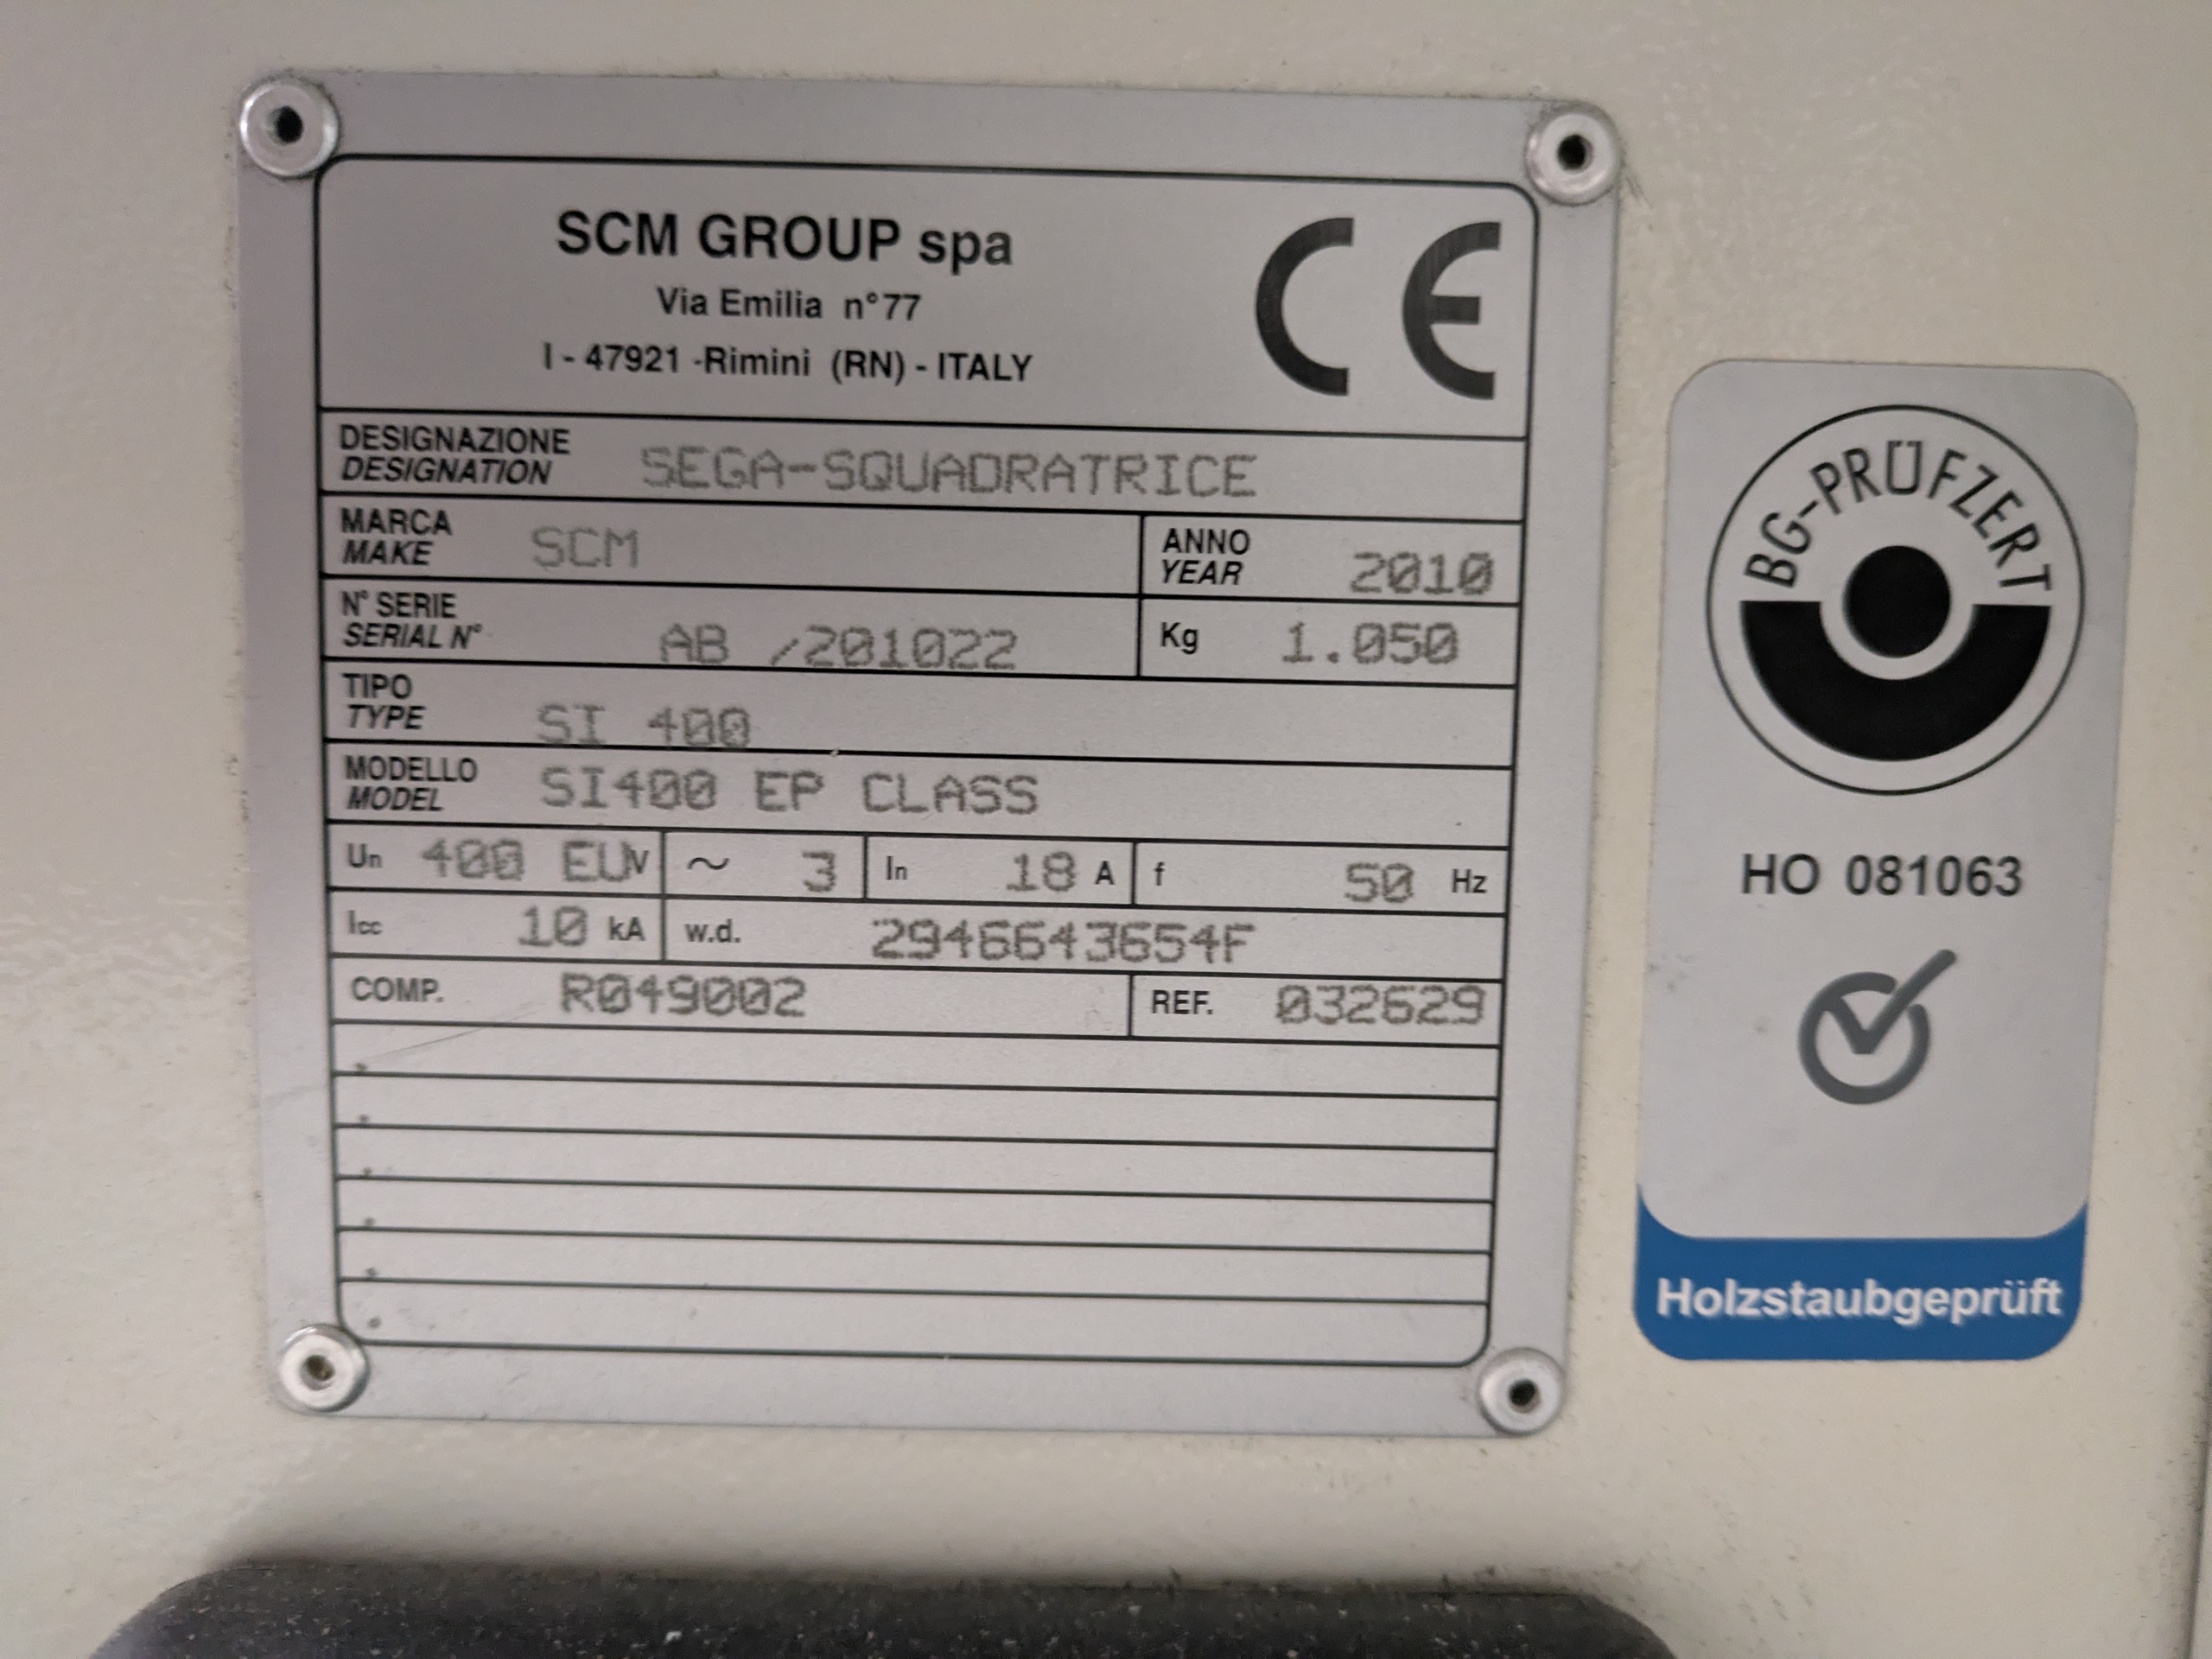 SCM GROUP spa
Via Emilia n°77
I - 47921 -Rimini (RN) - ITALY
CE
DESIGNAZIONE
DESIGNATION SEGA-SQUADRATRICE
MARCA
MAKE SCM
ANNO
YEAR 2010
N° SERIE
SERIAL N° AB /201022
Kg 1.050
TIPO
TYPE SI 400
MODELLO
MODEL SI400 EP CLASS
Un 400 EU V ~ 3 In 18 A f 50 Hz
Icc 10 kA w.d. 2946643654F
COMP. R049002 REF. 032629
BG-PRÜFZERT
HO 081063
Holzstaubgeprüft